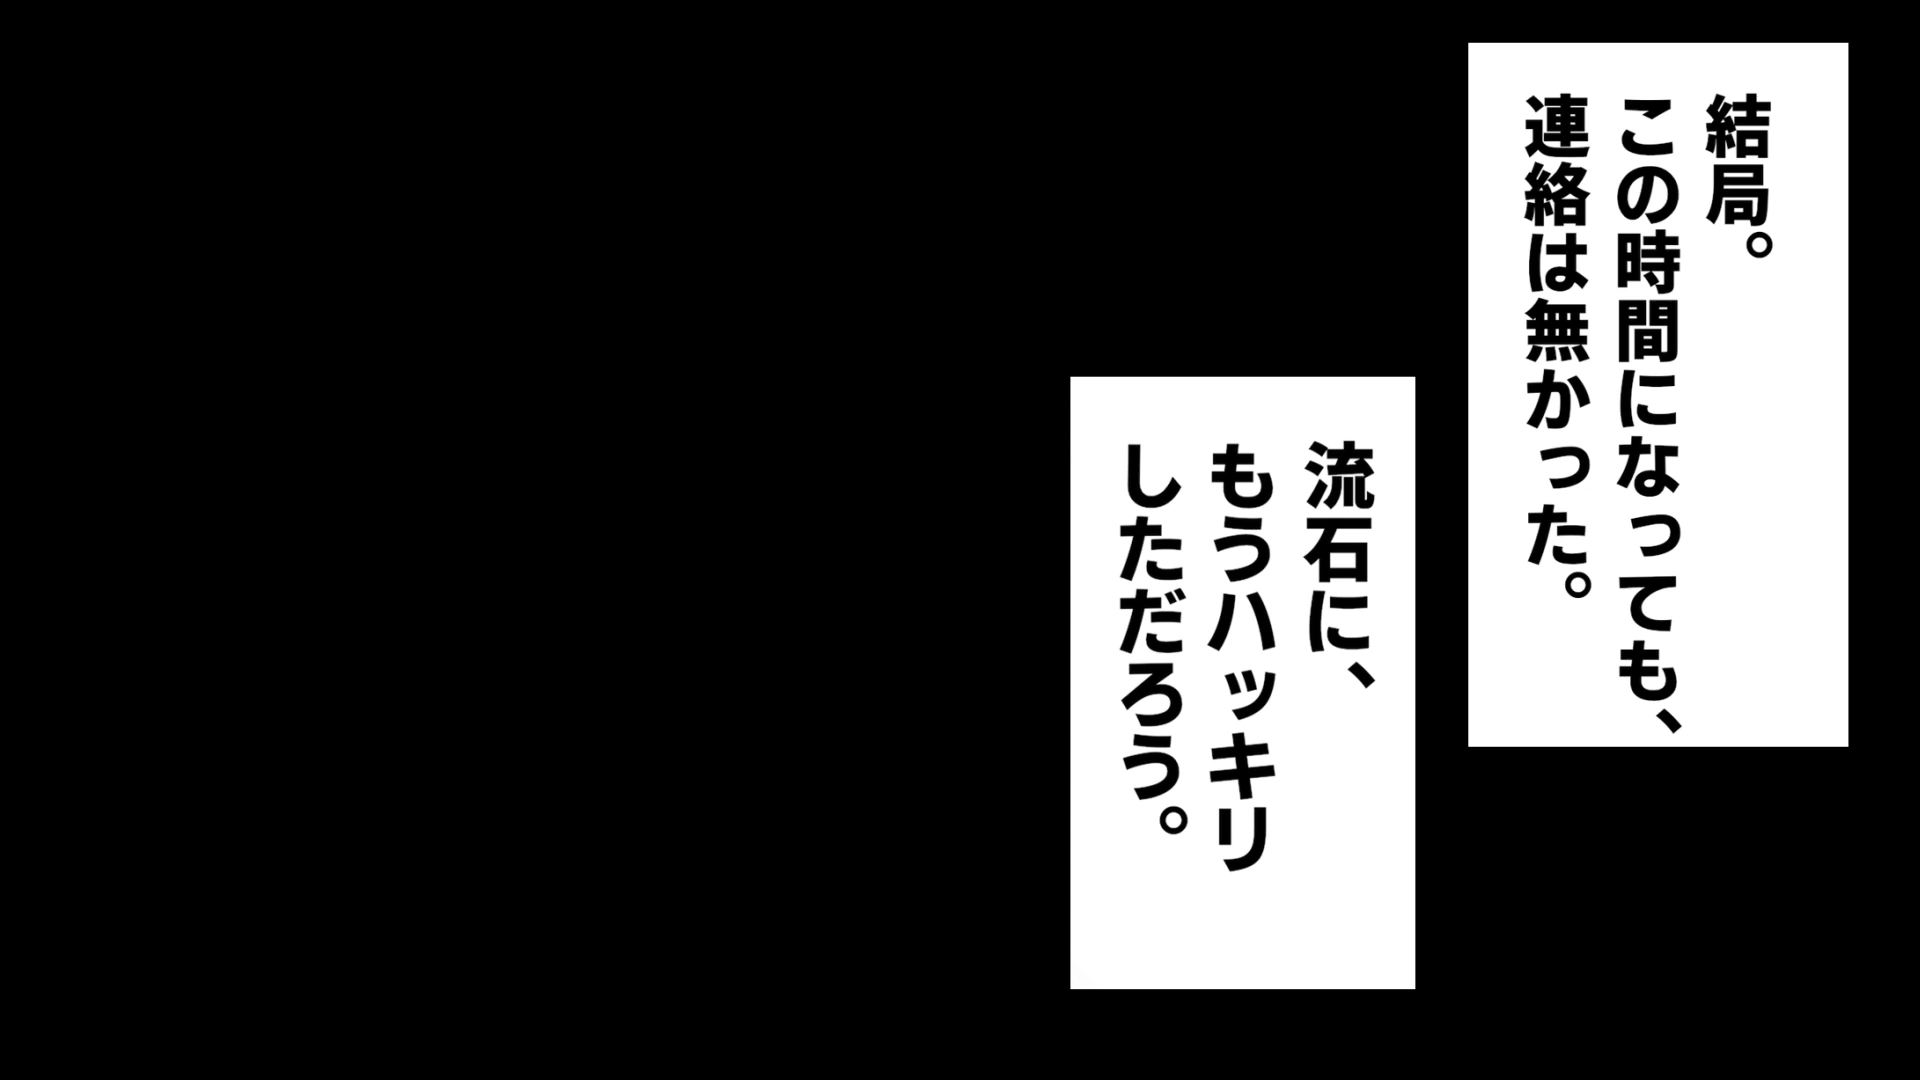 結局。
この時間になっても、
連絡は無かった。
流石に、
もうハッキリ
しただろう。